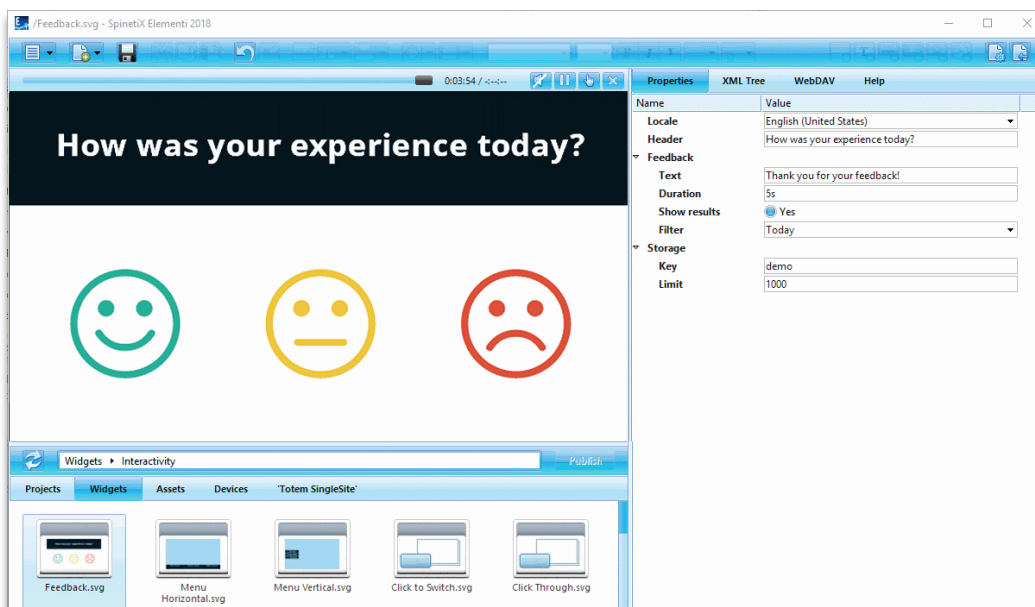 /Feedback.svg - SpinetiX Elementi 2018
0:03:54 / -:--:--
How was your experience today?
Widgets Interactivity
Publish
Projects Widgets Assets Devices 'Totem SingleSite'
Feedback.svg
Menu Horizontal.svg
Menu Vertical.svg
Click to Switch.svg
Click Through.svg
Properties XML Tree WebDAV Help
Name Value
Locale English (United States)
Header How was your experience today?
Feedback
Text Thank you for your feedback!
Duration 5s
Show results Yes
Filter Today
Storage
Key demo
Limit 1000